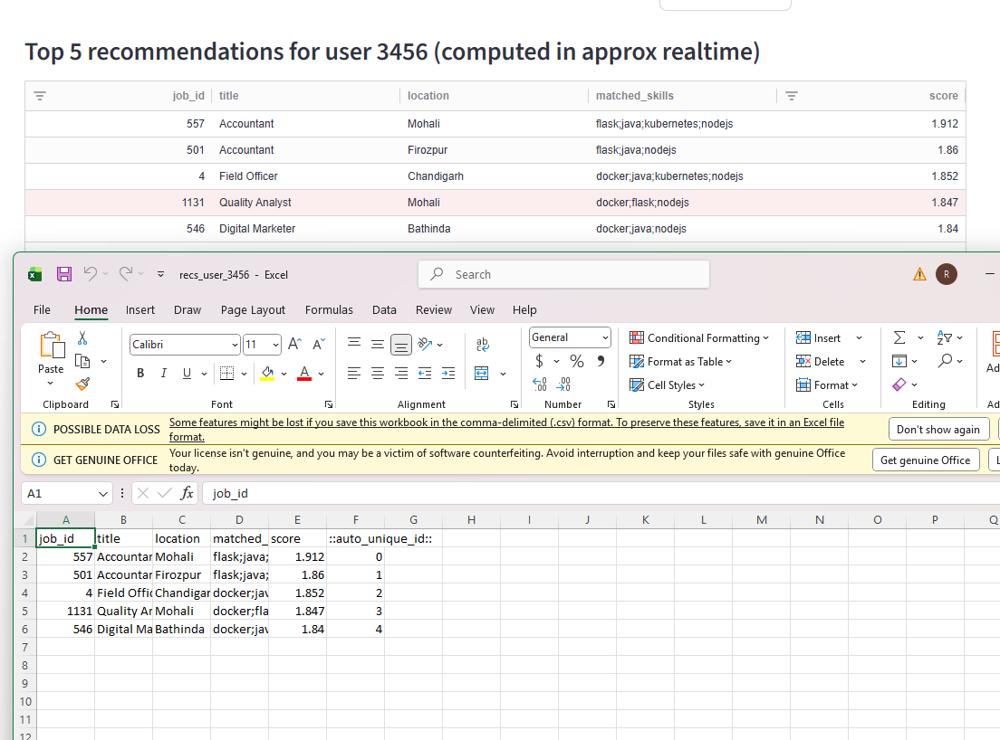 Top 5 recommendations for user 3456 (computed in approx realtime)
job_id title location matched_skills score
557 Accountant Mohali flask;java;kubernetes;nodejs 1.912
501 Accountant Firozpur flask;java;nodejs 1.86
4 Field Officer Chandigarh docker;java;kubernetes;nodejs 1.852
1131 Quality Analyst Mohali docker;flask;nodejs 1.847
546 Digital Marketer Bathinda docker;java;nodejs 1.84
recs_user_3456 - Excel Search R
File Home Insert Draw Page Layout Formulas Data Review View Help
Paste
Calibri 11 A A ab General Conditional Formatting Insert
B I U A $ % Format as Table Delete
.00 .00 Cell Styles Format
Clipboard Font Alignment Number Styles Cells Editing
POSSIBLE DATA LOSS Some features might be lost if you save this workbook in the comma-delimited (.csv) format. To preserve these features, save it in an Excel file
format. Don't show again
GET GENUINE OFFICE Your license isn't genuine, and you may be a victim of software counterfeiting. Avoid interruption and keep your files safe with genuine Office
today. Get genuine Office
A1 fx job_id
A B C D E F G H I J K L M N O P Q
1 job_id title location matched_ score ::auto_unique_id::
2 557 Accountar Mohali flask;java; 1.912 0
3 501 Accountar Firozpur flask;java; 1.86 1
4 4 Field Offic Chandigar docker;jav 1.852 2
5 1131 Quality Ar Mohali docker;fla 1.847 3
6 546 Digital Ma Bathinda docker;jav 1.84 4
7
8
9
10
11
12